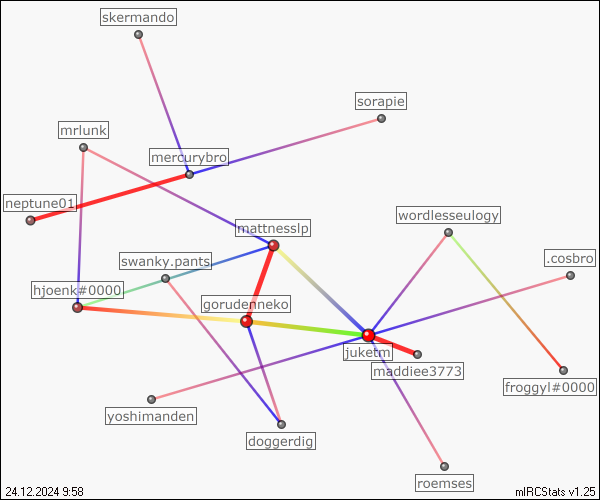 skermando
sorapie
mrlunk
mercurybro
neptune01
wordlesseulogy
mattnesslp
swanky.pants
.cosbro
hjoenk#0000
gorudenneko
juketm
maddiee3773
froggyl#0000
yoshimanden
doggerdig
roemses
24.12.2024 9:58
mIRCStats v1.25